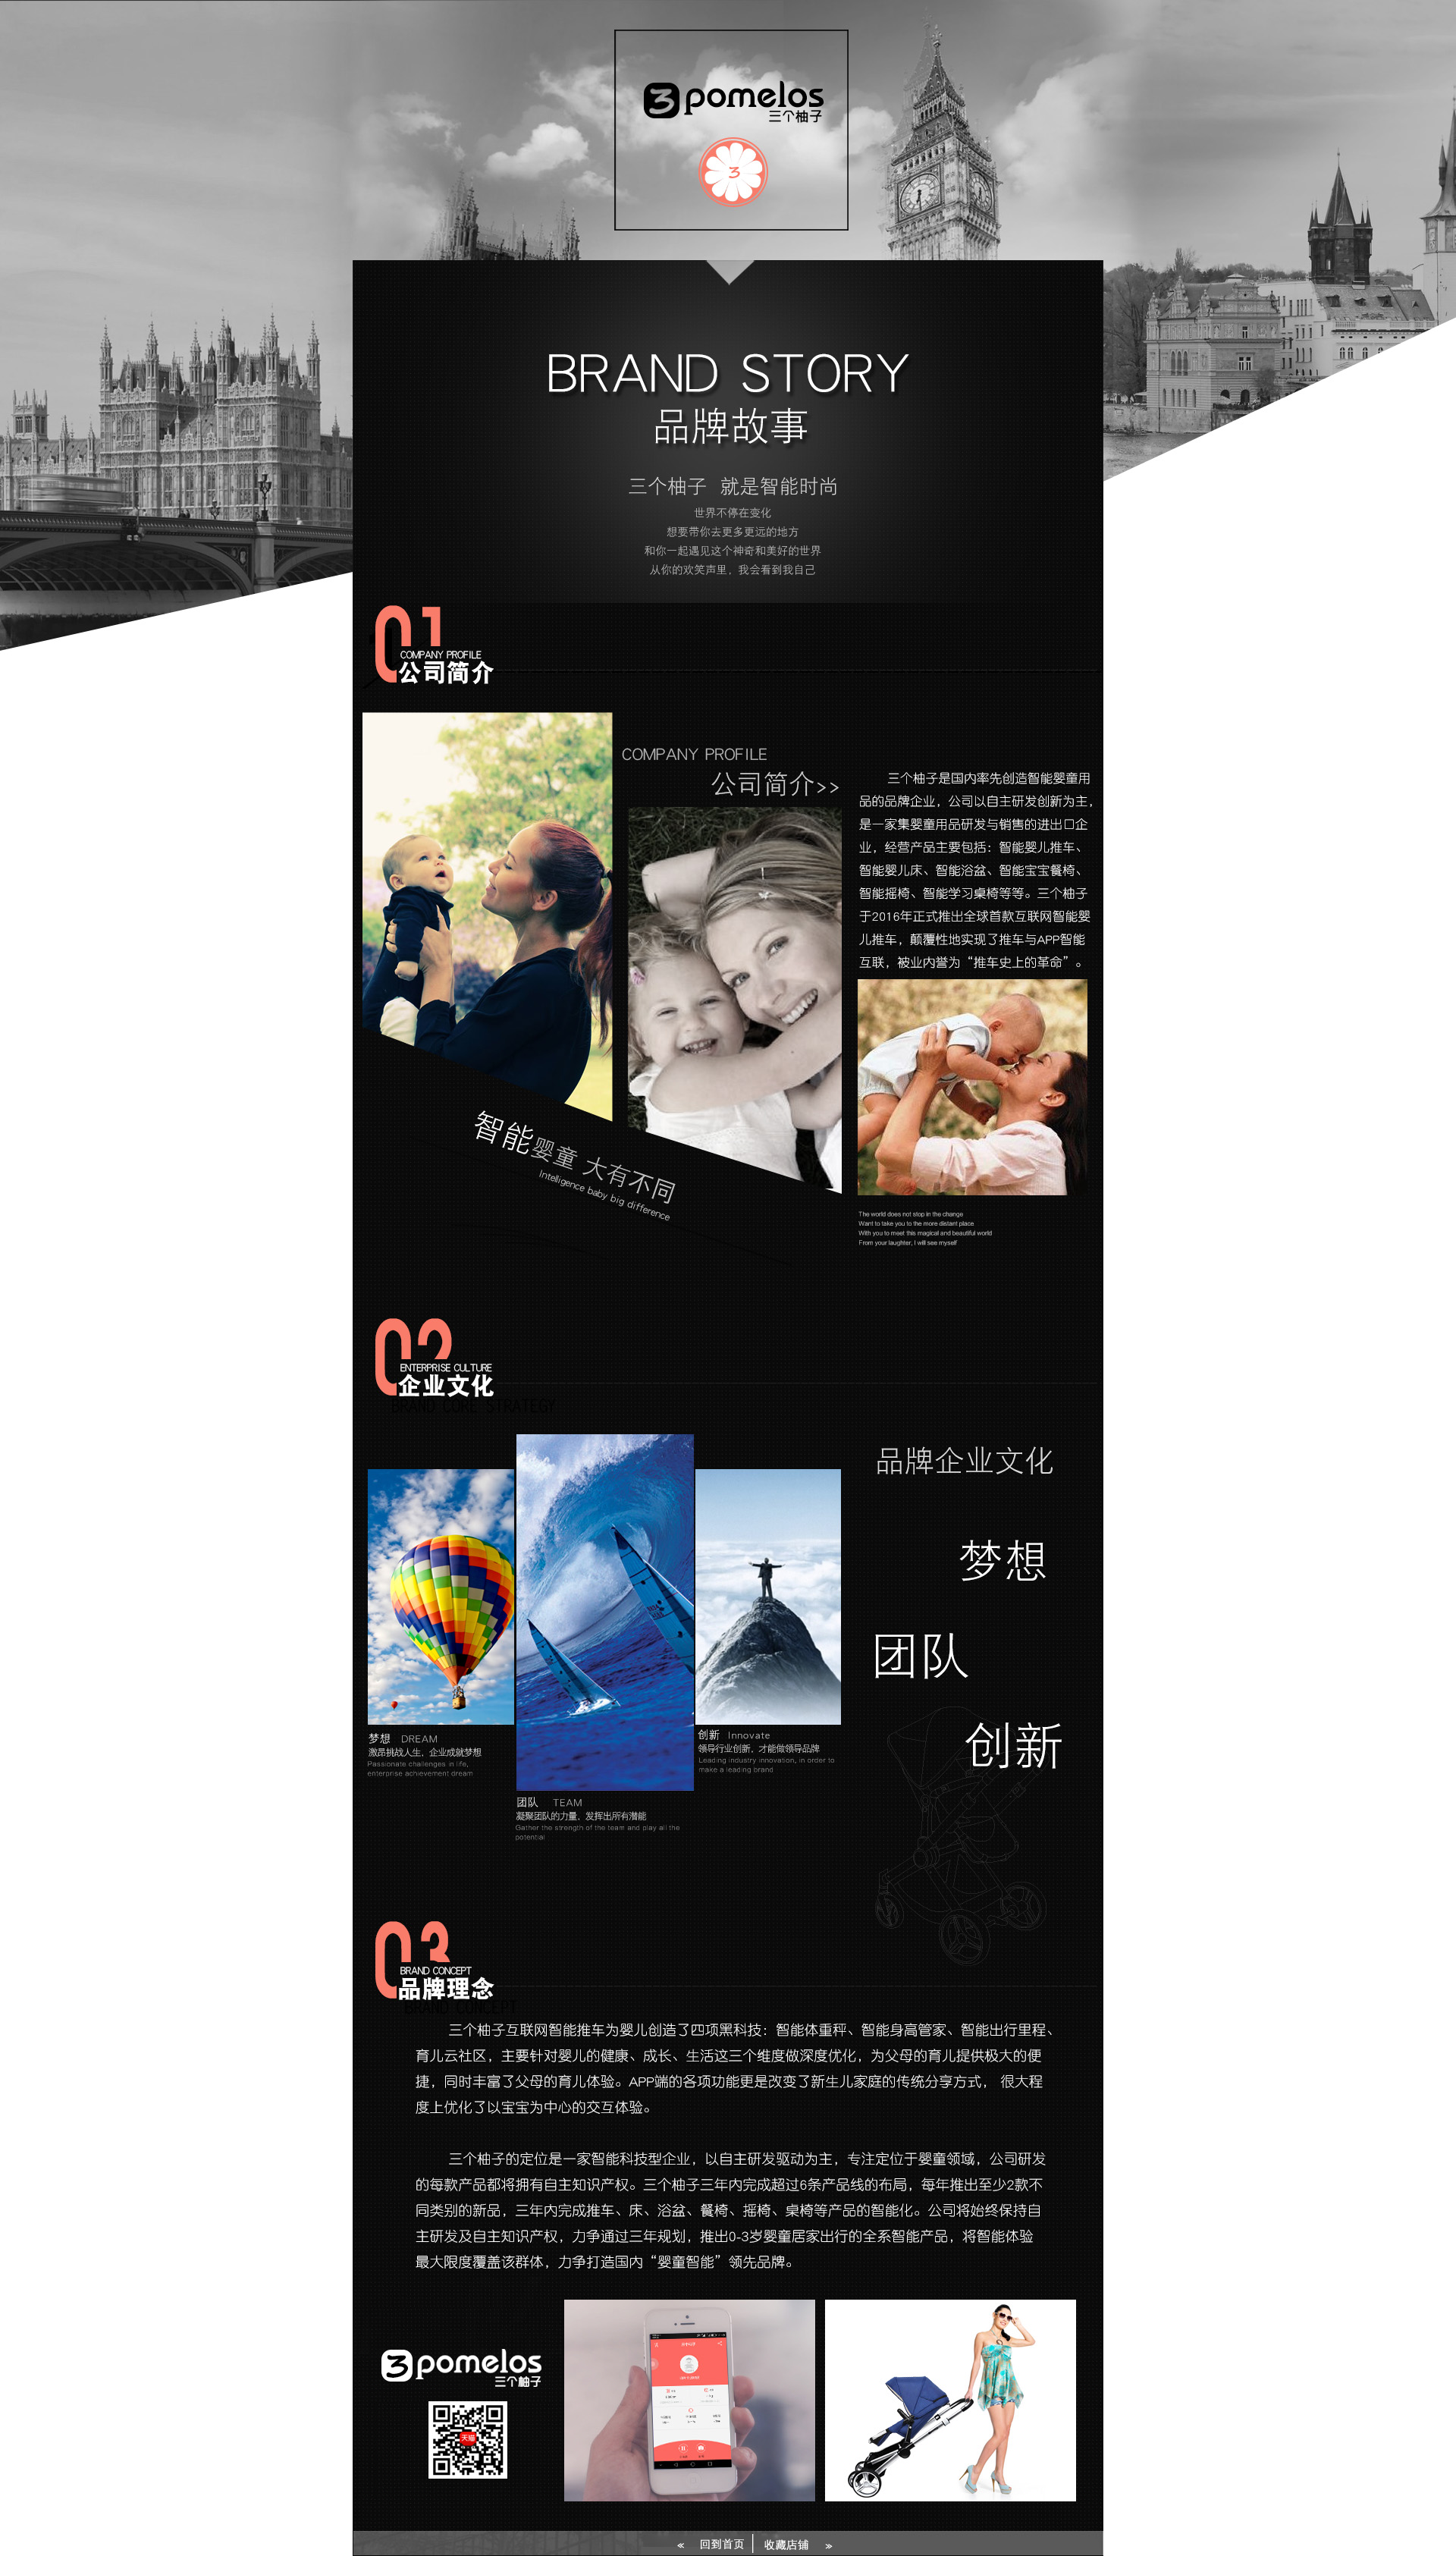 3 pomelos
三个柚子
3
BRAND STORY
品牌故事
三个柚子 就是智能时尚
世界不停在变化
想要带你去更多更远的地方
和你一起遇见这个神奇和美好的世界
从你的欢笑声里，我会看到我自己
01
COMPANY PROFILE
公司简介
COMPANY PROFILE
公司简介>>
三个柚子是国内率先创造智能婴童用
品的品牌企业，公司以自主研发创新为主，
是一家集婴童用品研发与销售的进出口企
业，经营产品主要包括：智能婴儿推车、
智能婴儿床、智能浴盆、智能宝宝餐椅、
智能摇椅、智能学习桌椅等等。三个柚子
于2016年正式推出全球首款互联网智能婴
儿推车，颠覆性地实现了推车与APP智能
互联，被业内誉为“推车史上的革命”。
智能婴童 大有不同
Intelligence baby big difference
The world does not stop in the change
Want to take you to the more distant place
With you to meet this magical and beautiful world
From your laughter, I will see myself
02
ENTERPRISE CULTURE
企业文化
BRAND CORE STRATEGY
品牌企业文化
梦想
团队
创新
梦想 DREAM
激昂挑战人生，企业成就梦想
Passionate challenges in life,
enterprise achievement dream
创新 Innovate
领导行业创新，才能做领导品牌
Leading industry innovation, in order to
make a leading brand
团队 TEAM
凝聚团队的力量，发挥出所有潜能
Gather the strength of the team and play all the
potential
03
BRAND CONCEPT
品牌理念
BRAND CONCEPT
三个柚子互联网智能推车为婴儿创造了四项黑科技：智能体重秤、智能身高管家、智能出行里程、
育儿云社区，主要针对婴儿的健康、成长、生活这三个维度做深度优化，为父母的育儿提供极大的便
捷，同时丰富了父母的育儿体验。APP端的各项功能更是改变了新生儿家庭的传统分享方式， 很大程
度上优化了以宝宝为中心的交互体验。
三个柚子的定位是一家智能科技型企业，以自主研发驱动为主，专注定位于婴童领域，公司研发
的每款产品都将拥有自主知识产权。三个柚子三年内完成超过6条产品线的布局，每年推出至少2款不
同类别的新品，三年内完成推车、床、浴盆、餐椅、摇椅、桌椅等产品的智能化。公司将始终保持自
主研发及自主知识产权，力争通过三年规划，推出0-3岁婴童居家出行的全系智能产品，将智能体验
最大限度覆盖该群体，力争打造国内“婴童智能”领先品牌。
3 pomelos
三个柚子
天猫
« 回到首页 | 收藏店铺 »